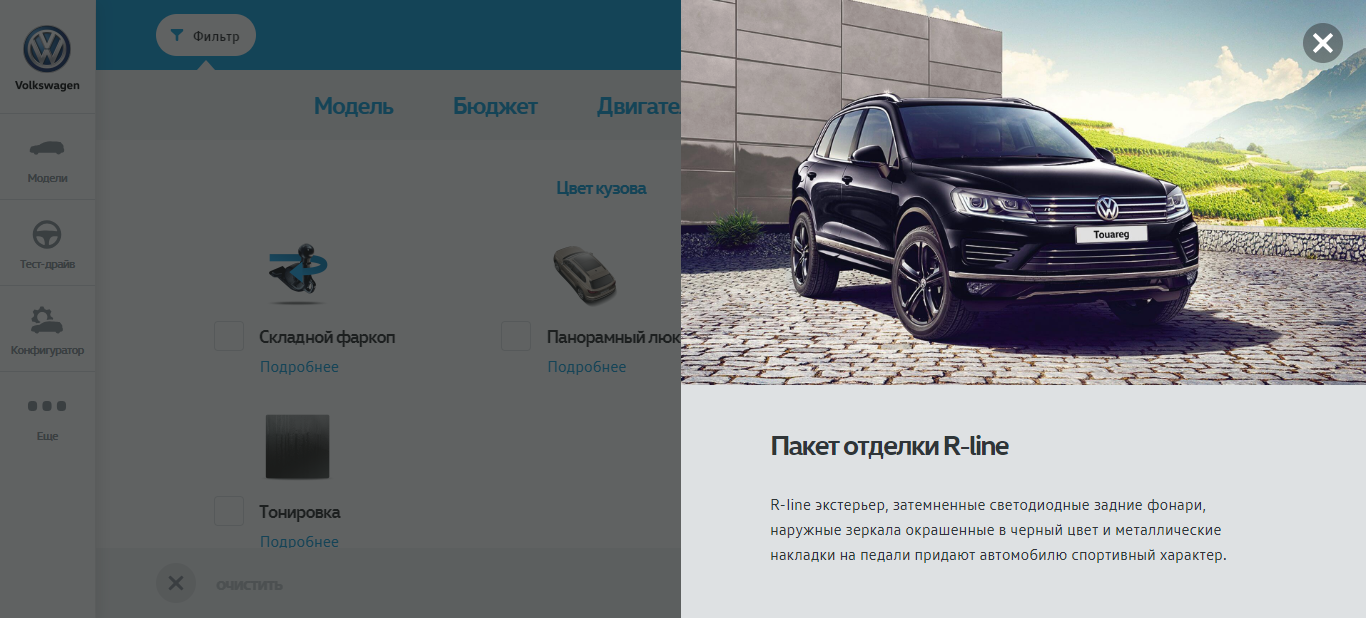 Volkswagen
Модели
Тест-драйв
Конфигуратор
Еще
Фильтр
Модель Бюджет Двигател
Цвет кузова
Складной фаркоп
Подробнее
Панорамный люк
Подробнее
Тонировка
Подробнее
очистить
Touareg
Пакет отделки R-line
R-line экстерьер, затемненные светодиодные задние фонари,
наружные зеркала окрашенные в черный цвет и металлические
накладки на педали придают автомобилю спортивный характер.